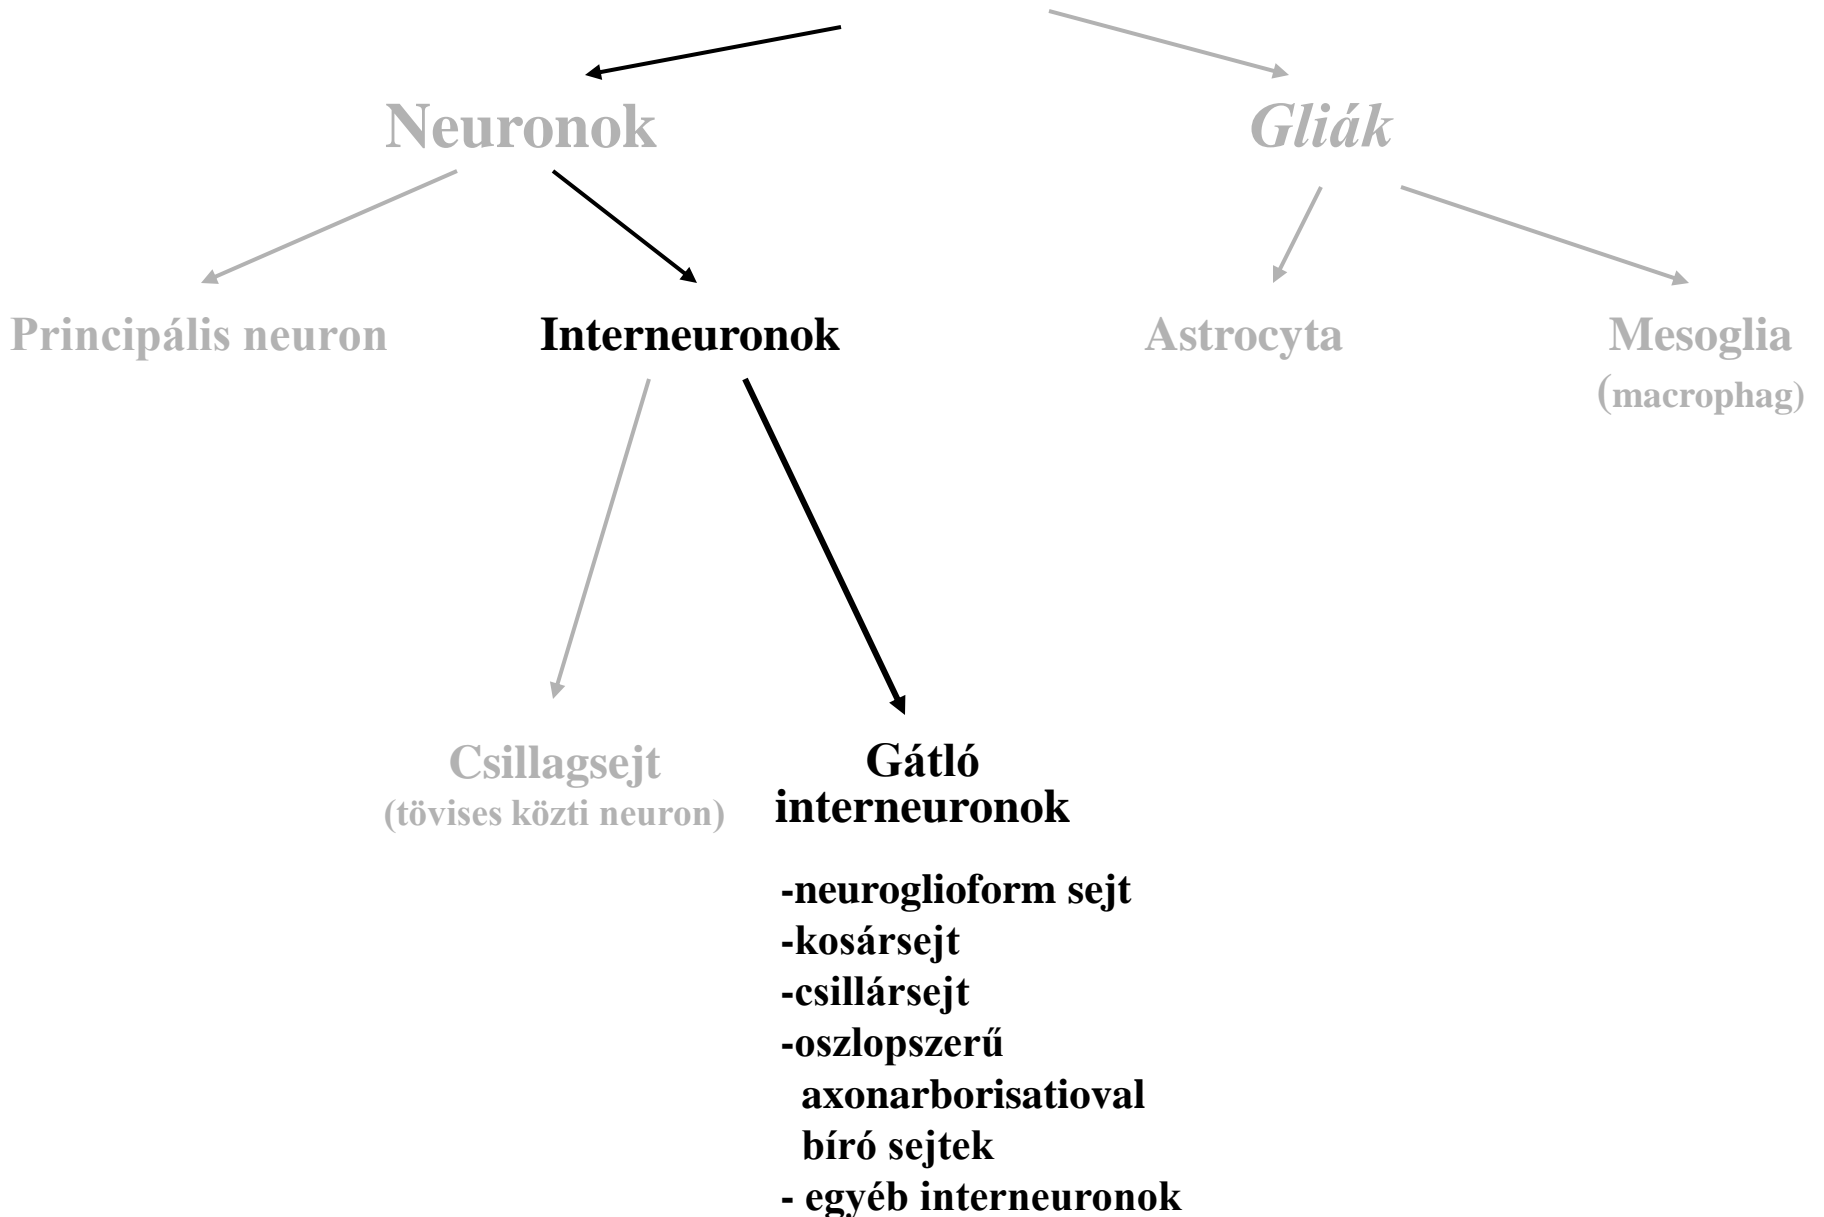 Neuronok
Gliák
Principális neuron
Interneuronok
Astrocyta
Mesoglia
(macrophag)
Csillagsejt
(tövises közti neuron)
Gátló
interneuronok
-neuroglioform sejt
-kosársejt
-csillársejt
-oszlopszerű
axonarborisatioval
bíró sejtek
- egyéb interneuronok